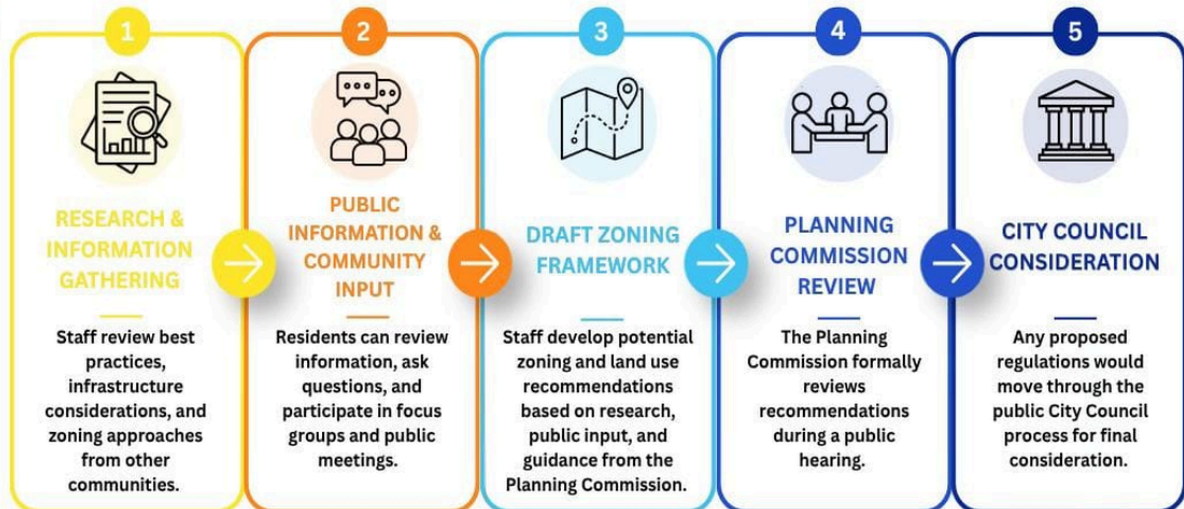 1
RESEARCH &
INFORMATION
GATHERING
Staff review best
practices,
infrastructure
considerations, and
zoning approaches
from other
communities.
2
PUBLIC
INFORMATION &
COMMUNITY
INPUT
Residents can review
information, ask
questions, and
participate in focus
groups and public
meetings.
3
DRAFT ZONING
FRAMEWORK
Staff develop potential
zoning and land use
recommendations
based on research,
public input, and
guidance from the
Planning Commission.
4
PLANNING
COMMISSION
REVIEW
The Planning
Commission formally
reviews
recommendations
during a public
hearing.
5
CITY COUNCIL
CONSIDERATION
Any proposed
regulations would
move through the
public City Council
process for final
consideration.